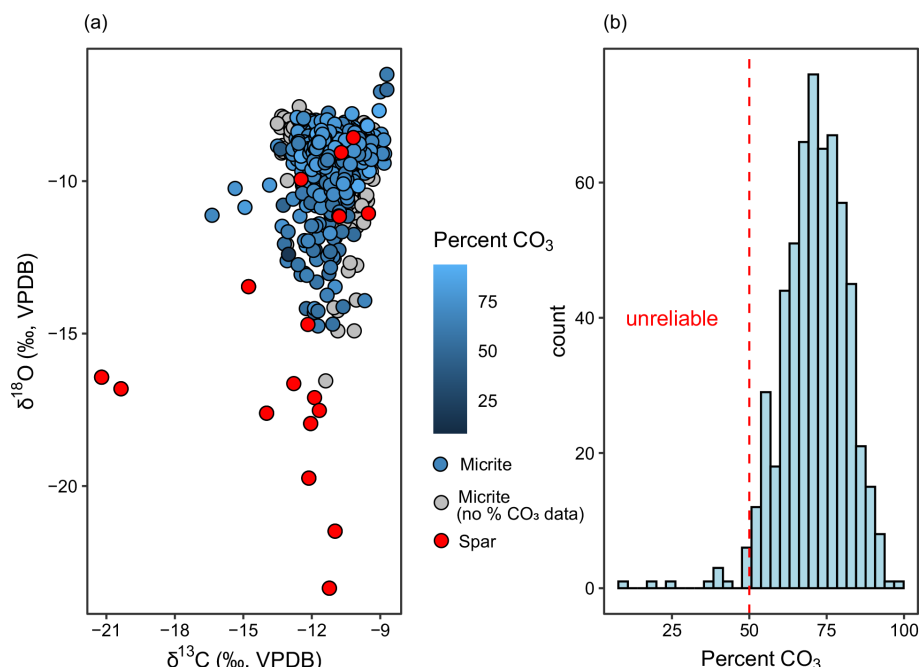 (a)
−10
−15
−20
δ¹⁸O (‰, VPDB)
−21
−18
−15
−12
−9
δ¹³C (‰, VPDB)
Percent CO₃
75
50
25
Micrite
Micrite
(no % CO₃ data)
Spar
(b)
60
40
20
0
count
unreliable
25
50
75
100
Percent CO₃